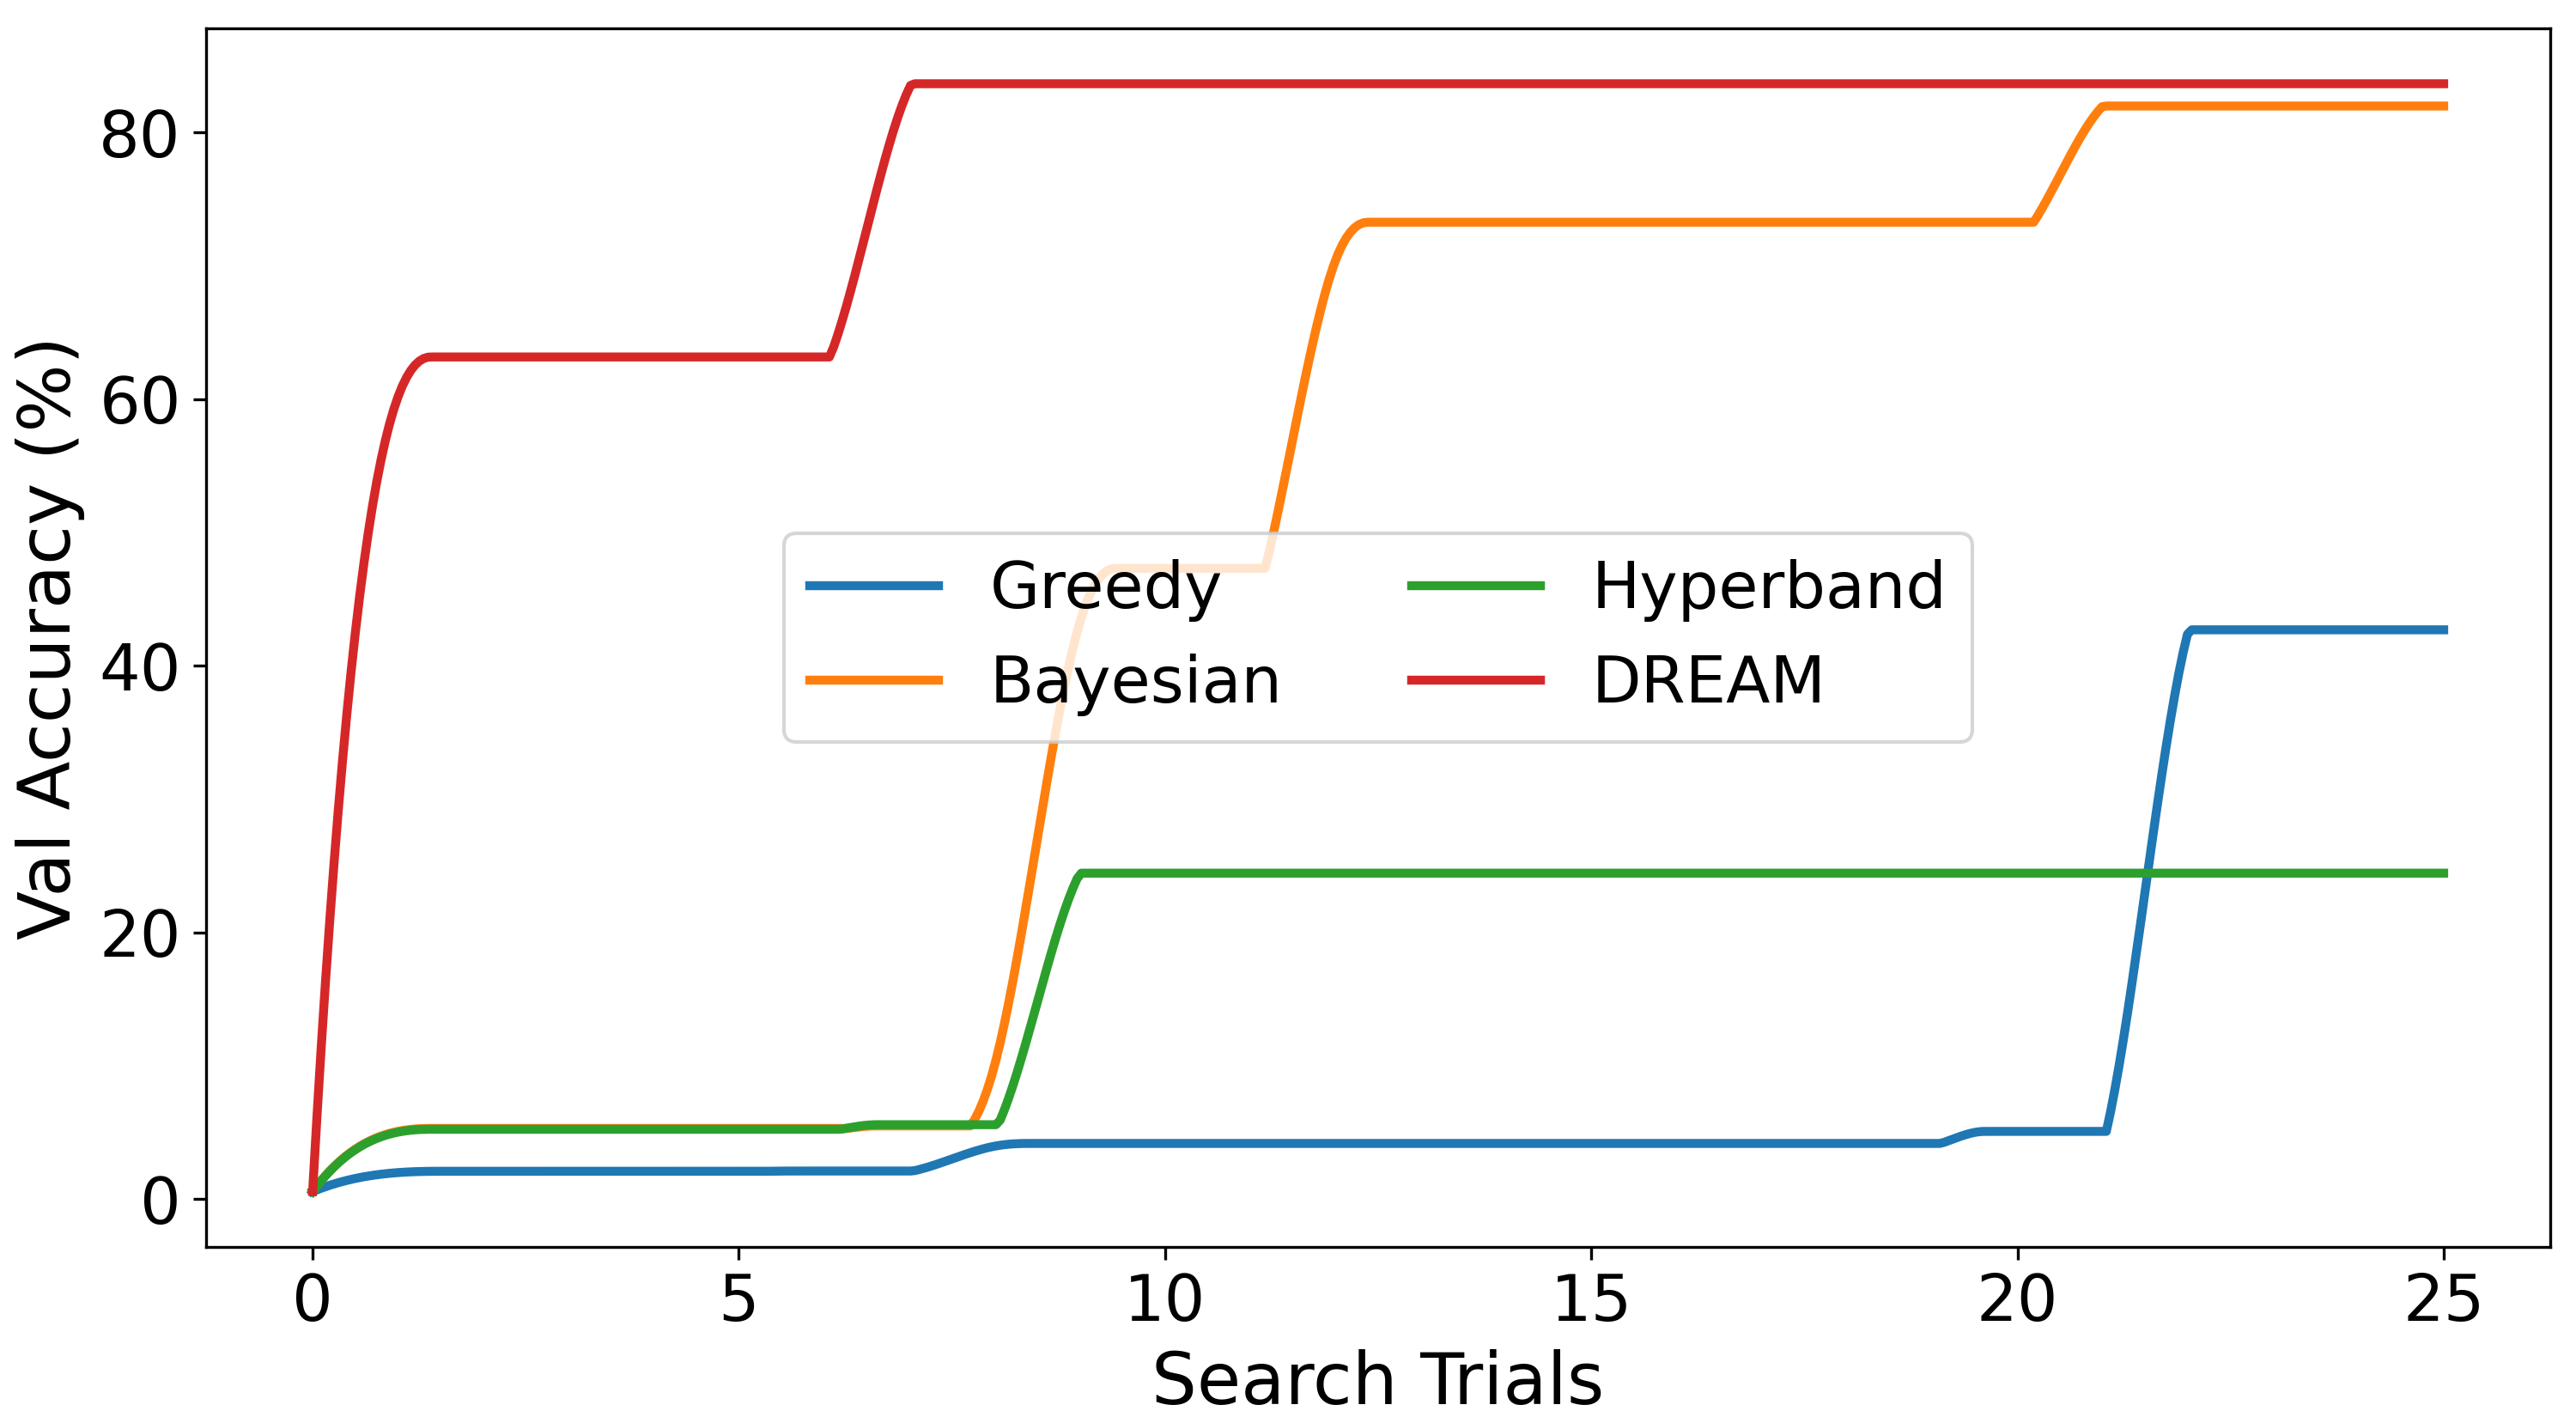 Val Accuracy (%)
80
60
40
20
0
Greedy
Bayesian
Hyperband
DREAM
0 5 10 15 20 25
Search Trials